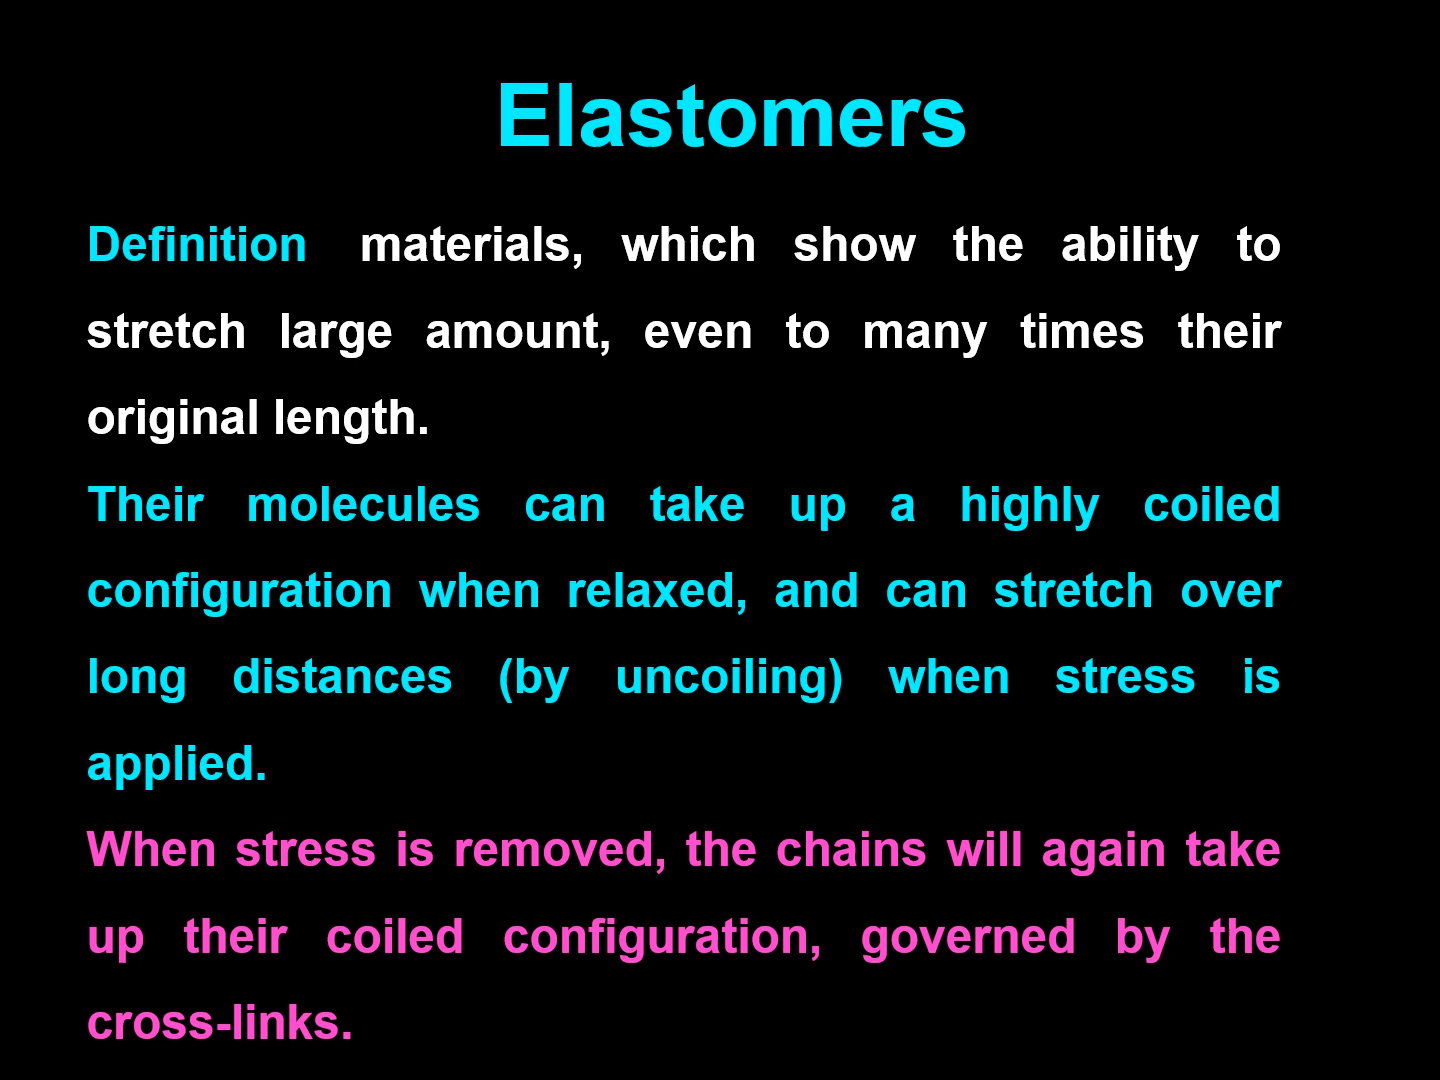 Elastomers
Definition materials, which show the ability to
stretch large amount, even to many times their
original length.
Their molecules can take up a highly coiled
configuration when relaxed, and can stretch over
long distances (by uncoiling) when stress is
applied.
When stress is removed, the chains will again take
up their coiled configuration, governed by the
cross-links.